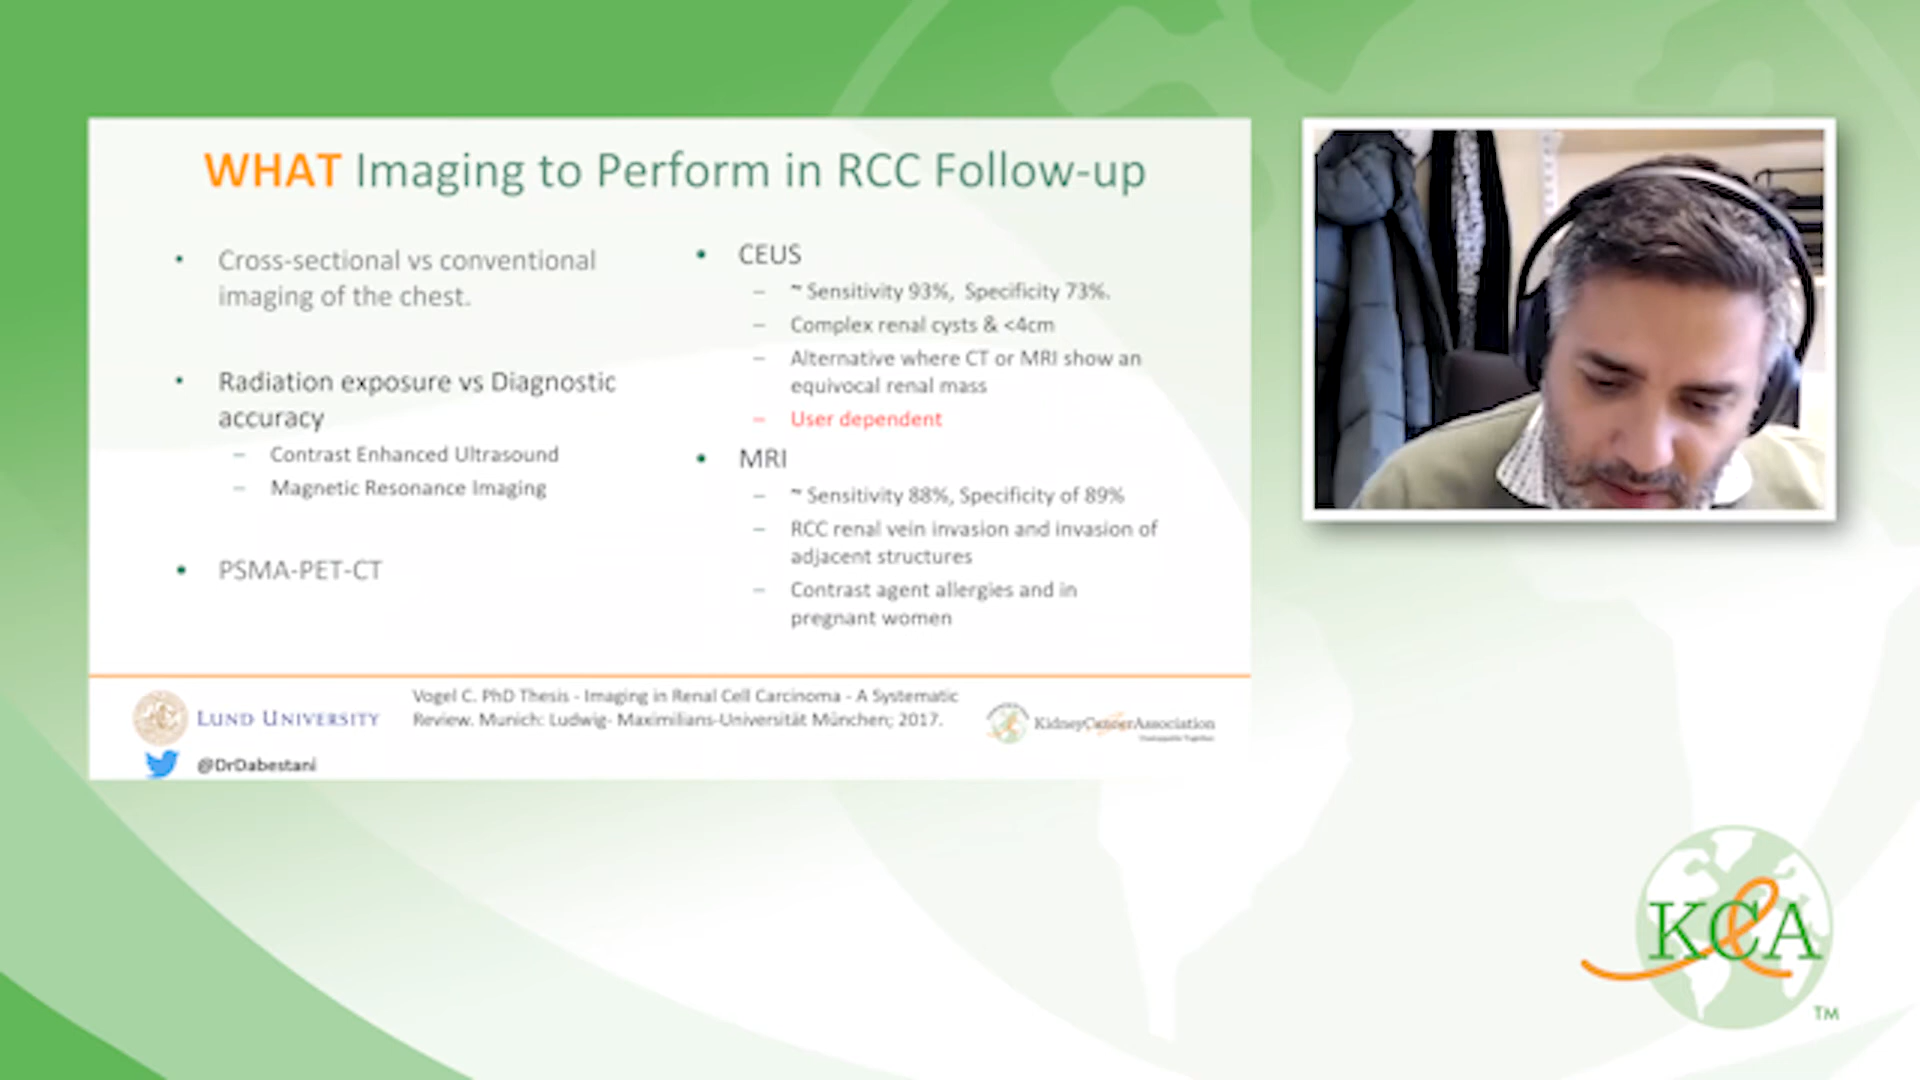 WHAT Imaging to Perform in RCC Follow-up
• Cross-sectional vs conventional
imaging of the chest.
• Radiation exposure vs Diagnostic
accuracy
– Contrast Enhanced Ultrasound
– Magnetic Resonance Imaging
• PSMA-PET-CT
• CEUS
– ~ Sensitivity 93%, Specificity 73%.
– Complex renal cysts & <4cm
– Alternative where CT or MRI show an
equivocal renal mass
– User dependent
• MRI
– ~ Sensitivity 88%, Specificity of 89%
– RCC renal vein invasion and invasion of
adjacent structures
– Contrast agent allergies and in
pregnant women
LUND UNIVERSITY
@DrDabestani
Vogel C. PhD Thesis - Imaging in Renal Cell Carcinoma - A Systematic
Review. Munich: Ludwig- Maximilians-Universität München; 2017.
KidneyCancerAssociation
KCA
TM